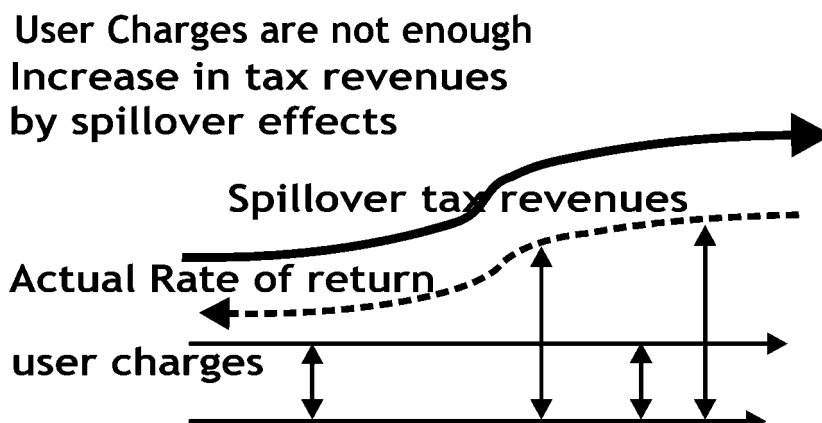 User Charges are not enough
Increase in tax revenues
by spillover effects
Spillover tax revenues
Actual Rate of return
user charges